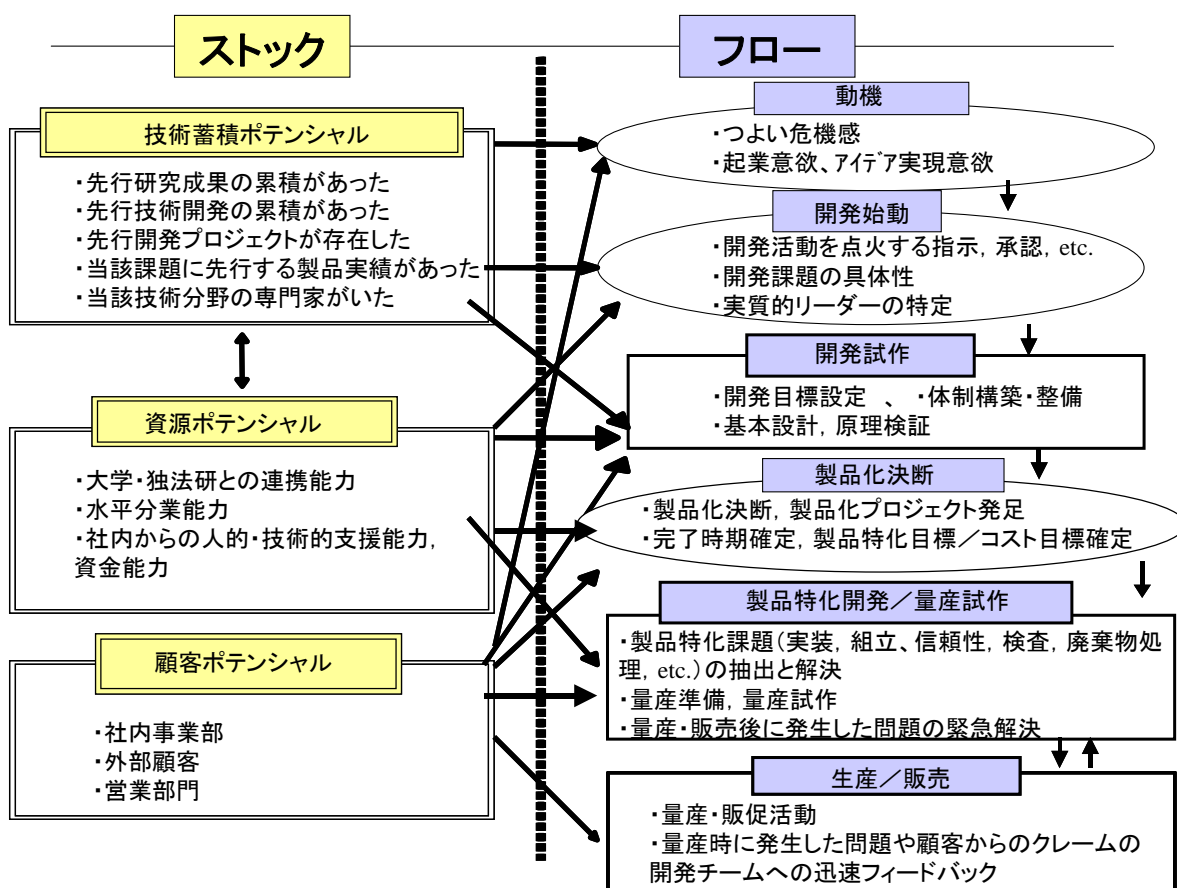 ストック
フロー
技術蓄積ポテンシャル
・先行研究成果の累積があった
・先行技術開発の累積があった
・先行開発プロジェクトが存在した
・当該課題に先行する製品実績があった
・当該技術分野の専門家がいた
資源ポテンシャル
・大学・独法研との連携能力
・水平分業能力
・社内からの人的・技術的支援能力,
資金能力
顧客ポテンシャル
・社内事業部
・外部顧客
・営業部門
動機
・つよい危機感
・起業意欲、アイデア実現意欲
開発始動
・開発活動を点火する指示, 承認, etc.
・開発課題の具体性
・実質的リーダーの特定
開発試作
・開発目標設定 、 ・体制構築・整備
・基本設計, 原理検証
製品化決断
・製品化決断, 製品化プロジェクト発足
・完了時期確定, 製品特化目標／コスト目標確定
製品特化開発／量産試作
・製品特化課題(実装, 組立、信頼性, 検査, 廃棄物処
理, etc.)の抽出と解決
・量産準備, 量産試作
・量産・販売後に発生した問題の緊急解決
生産／販売
・量産・販促活動
・量産時に発生した問題や顧客からのクレームの
開発チームへの迅速フィードバック